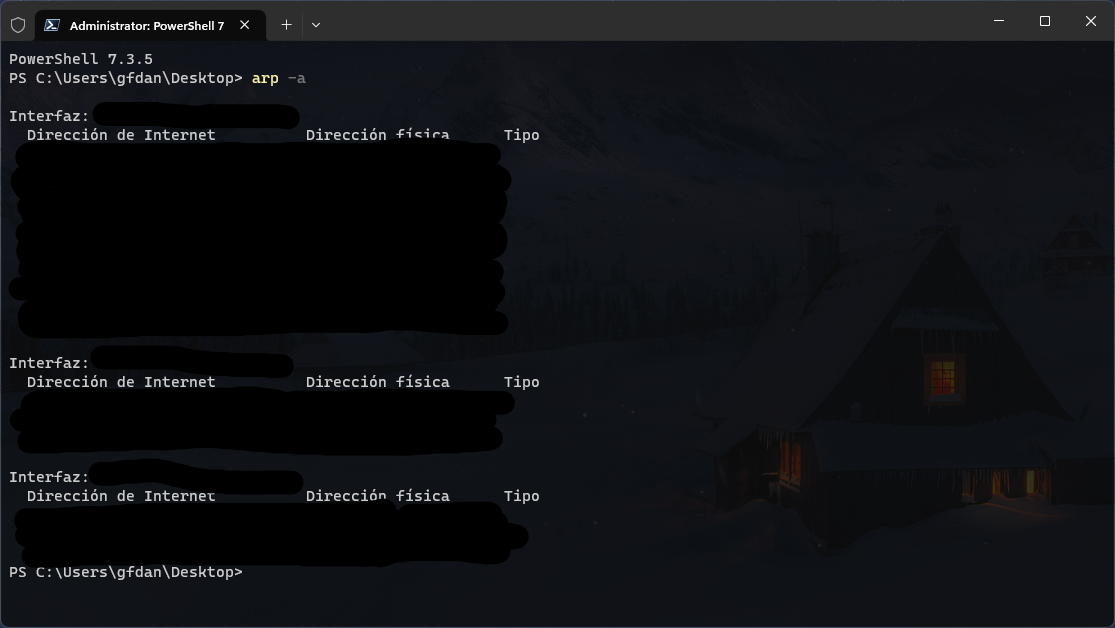 Administrator: PowerShell 7
PowerShell 7.3.5
PS C:\Users\gfdan\Desktop> arp -a
Interfaz:
Dirección de Internet Dirección física Tipo
Interfaz:
Dirección de Internet Dirección física Tipo
Interfaz:
Dirección de Internet Dirección física Tipo
PS C:\Users\gfdan\Desktop>